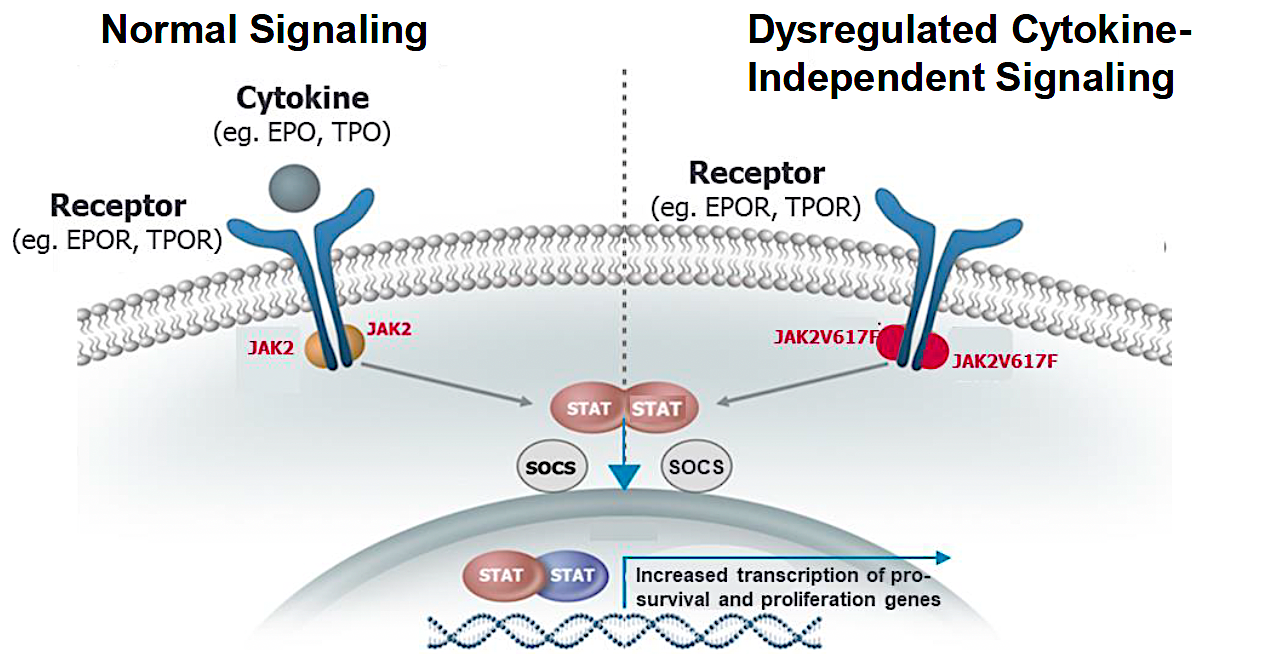 Normal Signaling
Dysregulated Cytokine-
Independent Signaling
Cytokine
(eg. EPO, TPO)
Receptor
(eg. EPOR, TPOR)
Receptor
(eg. EPOR, TPOR)
JAK2
JAK2
JAK2V617F
JAK2V617F
STAT
STAT
SOCS
SOCS
STAT
STAT
Increased transcription of pro-
survival and proliferation genes